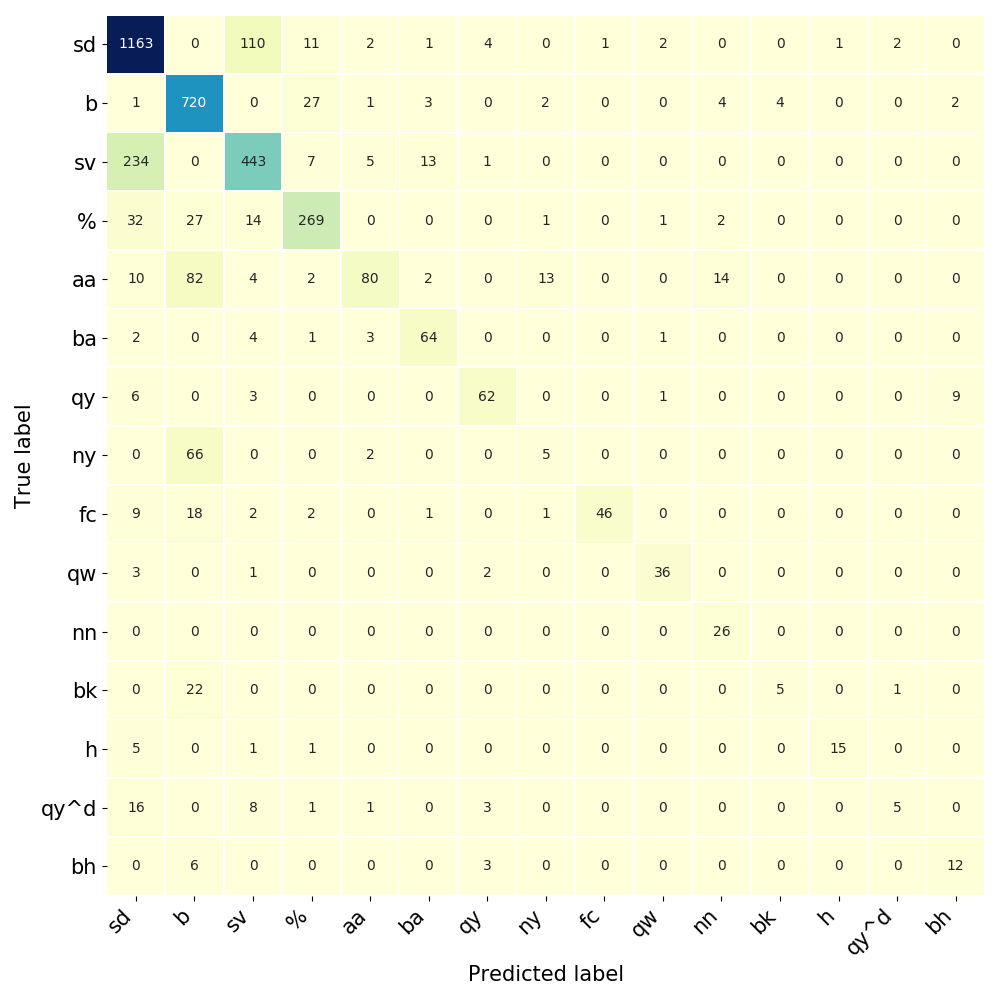 sd 1163 0 110 11 2 1 4 0 1 2 0 0 1 2 0
b 1 720 0 27 1 3 0 2 0 0 4 4 0 0 2
sv 234 0 443 7 5 13 1 0 0 0 0 0 0 0 0
% 32 27 14 269 0 0 0 1 0 1 2 0 0 0 0
aa 10 82 4 2 80 2 0 13 0 0 14 0 0 0 0
ba 2 0 4 1 3 64 0 0 0 1 0 0 0 0 0
qy 6 0 3 0 0 0 62 0 0 1 0 0 0 0 9
ny 0 66 0 0 2 0 0 5 0 0 0 0 0 0 0
fc 9 18 2 2 0 1 0 1 46 0 0 0 0 0 0
qw 3 0 1 0 0 0 2 0 0 36 0 0 0 0 0
nn 0 0 0 0 0 0 0 0 0 0 26 0 0 0 0
bk 0 22 0 0 0 0 0 0 0 0 0 5 0 1 0
h 5 0 1 1 0 0 0 0 0 0 0 0 15 0 0
qy^d 16 0 8 1 1 0 3 0 0 0 0 0 0 5 0
bh 0 6 0 0 0 0 3 0 0 0 0 0 0 0 12
sd b sv % aa ba qy ny fc qw nn bk h qy^d bh
True label
Predicted label